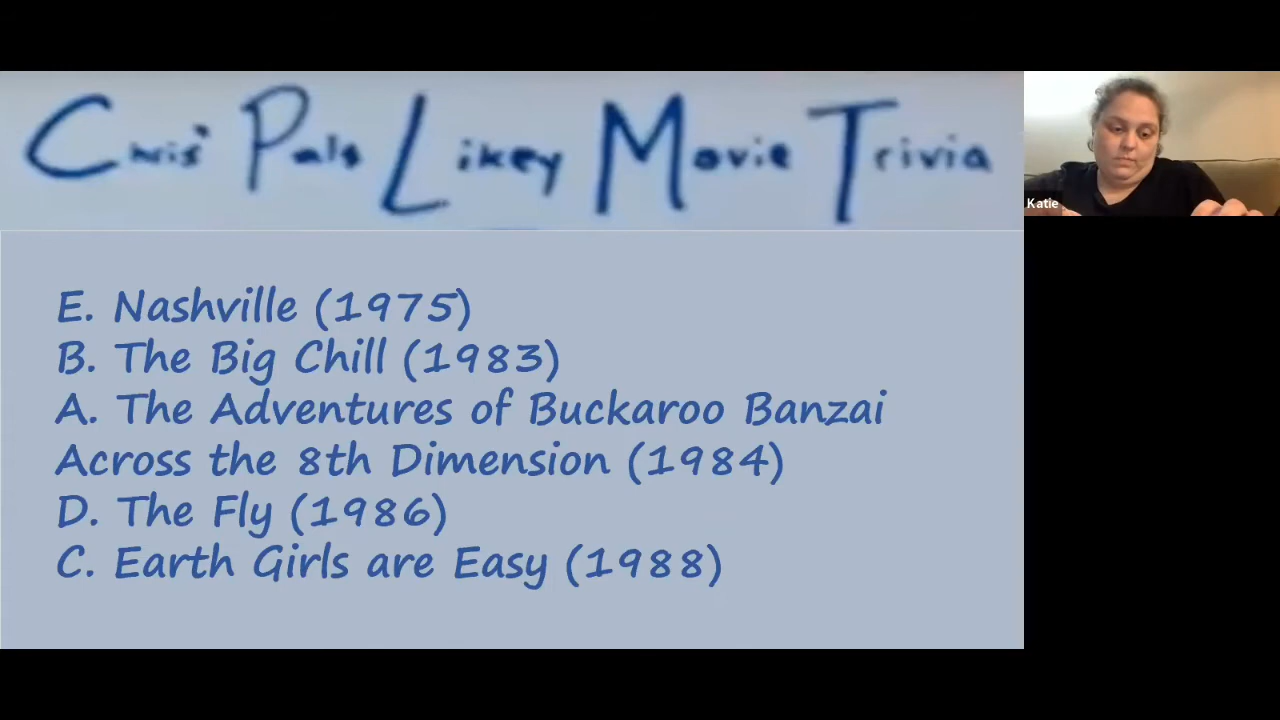 Chris' Pals Likey Movie Trivia
Katie
E. Nashville (1975)
B. The Big Chill (1983)
A. The Adventures of Buckaroo Banzai
Across the 8th Dimension (1984)
D. The Fly (1986)
C. Earth Girls are Easy (1988)